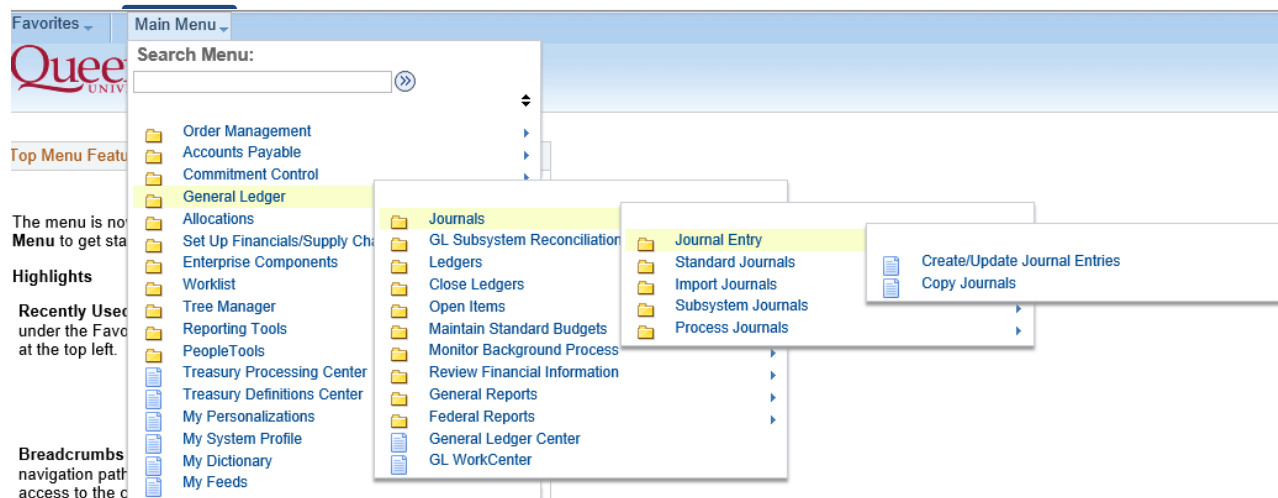 Favorites
Main Menu
Search Menu:
UNIV
Order Management
Accounts Payable
Commitment Control
General Ledger
Allocations
Set Up Financials/Supply
Enterprise Components
Worklist
Tree Manager
Reporting Tools
PeopleTools
Treasury Processing Center
Treasury Definitions Center
My Personalizations
My System Profile
My Dictionary
My Feeds
Journals
GL Subsystem Reconciliation
Ledgers
Close Ledgers
Open Items
Maintain Standard Budgets
Monitor Background Process
Review Financial Information
General Reports
Federal Reports
General Ledger Center
GL WorkCenter
Journal Entry
Standard Journals
Import Journals
Subsystem Journals
Process Journals
Create/Update Journal Entries
Copy Journals
Top Menu Featu
The menu is no
Menu to get sta
Highlights
Recently Used
under the Favo
at the top left.
Breadcrumbs
navigation path
access to the